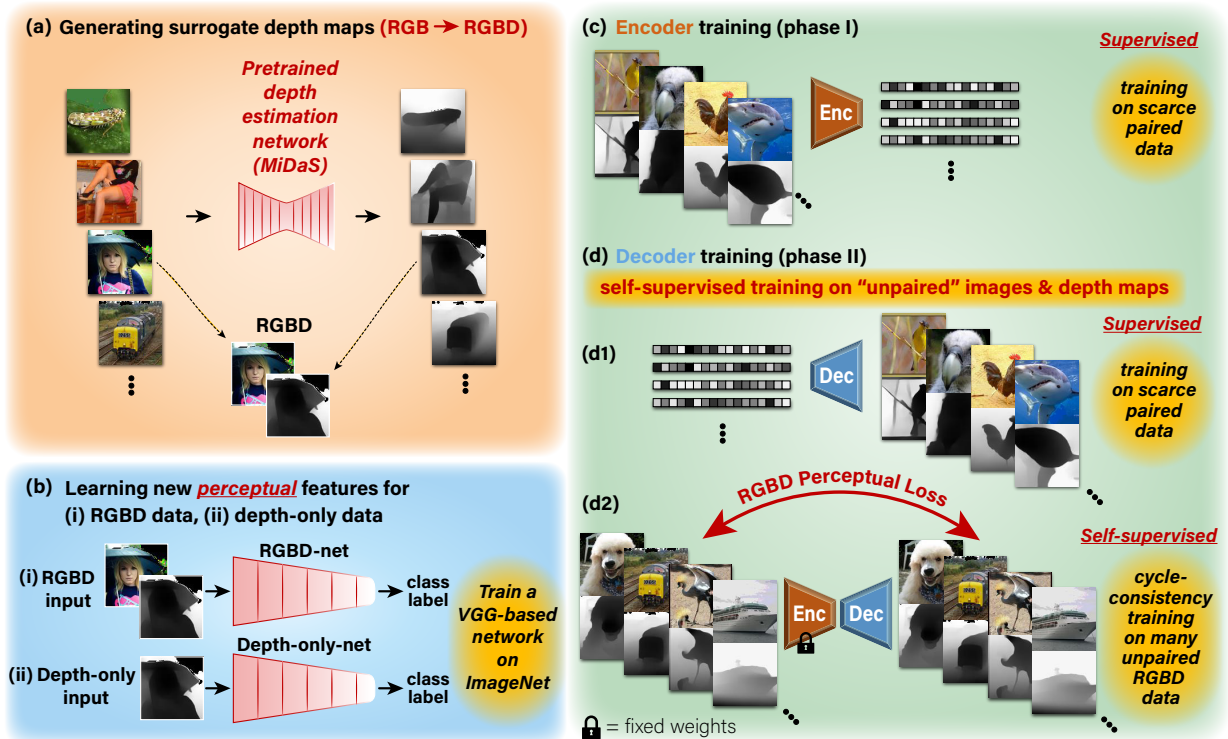 (a) Generating surrogate depth maps (RGB → RGBD)
Pretrained
depth
estimation
network
(MiDaS)
RGBD
(b) Learning new perceptual features for
(i) RGBD data, (ii) depth-only data
RGBD-net
(i) RGBD
input
class
label
Depth-only-net
(ii) Depth-only
input
class
label
Train a
VGG-based
network
on
ImageNet
(c) Encoder training (phase I)
Supervised
Enc
training
on scarce
paired
data
(d) Decoder training (phase II)
self-supervised training on “unpaired” images & depth maps
Supervised
(d1)
Dec
training
on scarce
paired
data
RGBD Perceptual Loss
(d2)
Self-supervised
Enc
Dec
cycle-
consistency
training
on many
unpaired
RGBD
data
= fixed weights